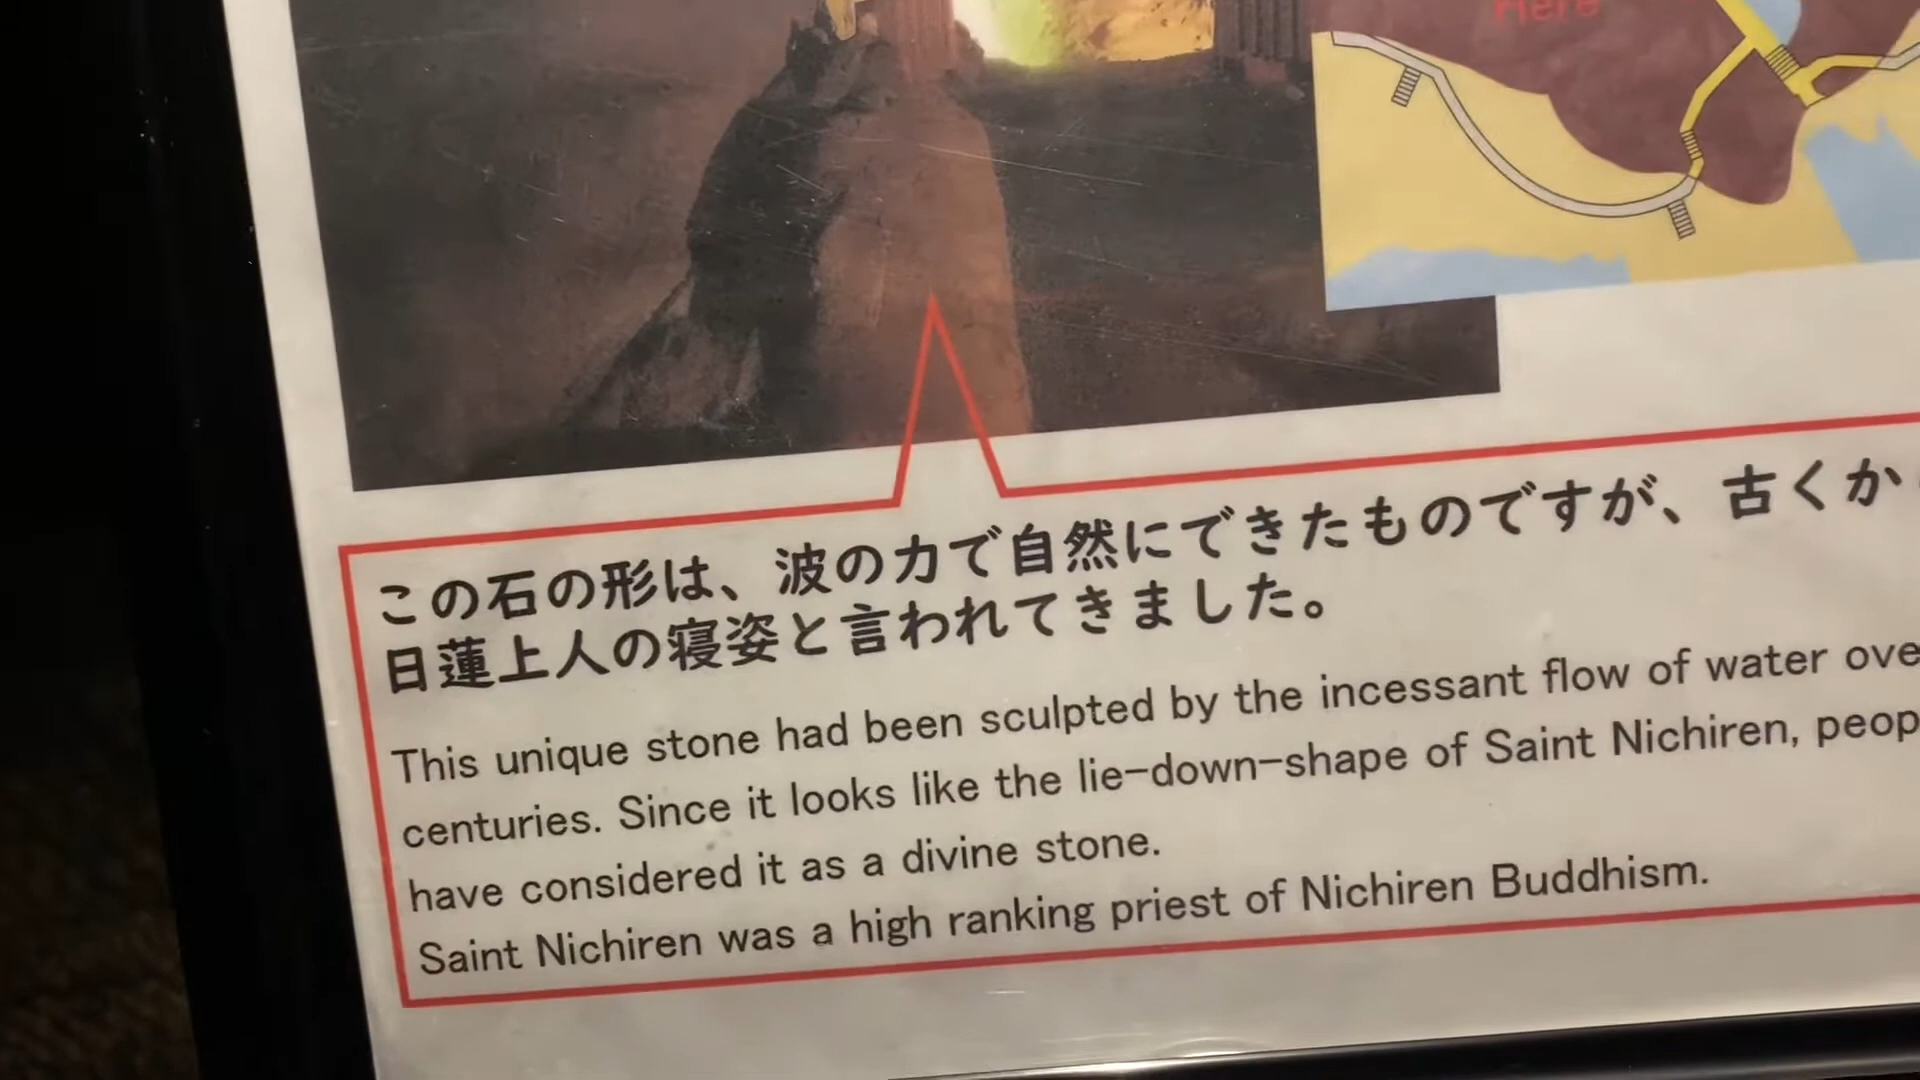 Here
この石の形は、波の力で自然にできたものですが、古くか
日蓮上人の寝姿と言われてきました。
This unique stone had been sculpted by the incessant flow of water
centuries. Since it looks like the lie-down-shape of Saint Nichiren,
have considered it as a divine stone.
Saint Nichiren was a high ranking priest of Nichiren Buddhism.